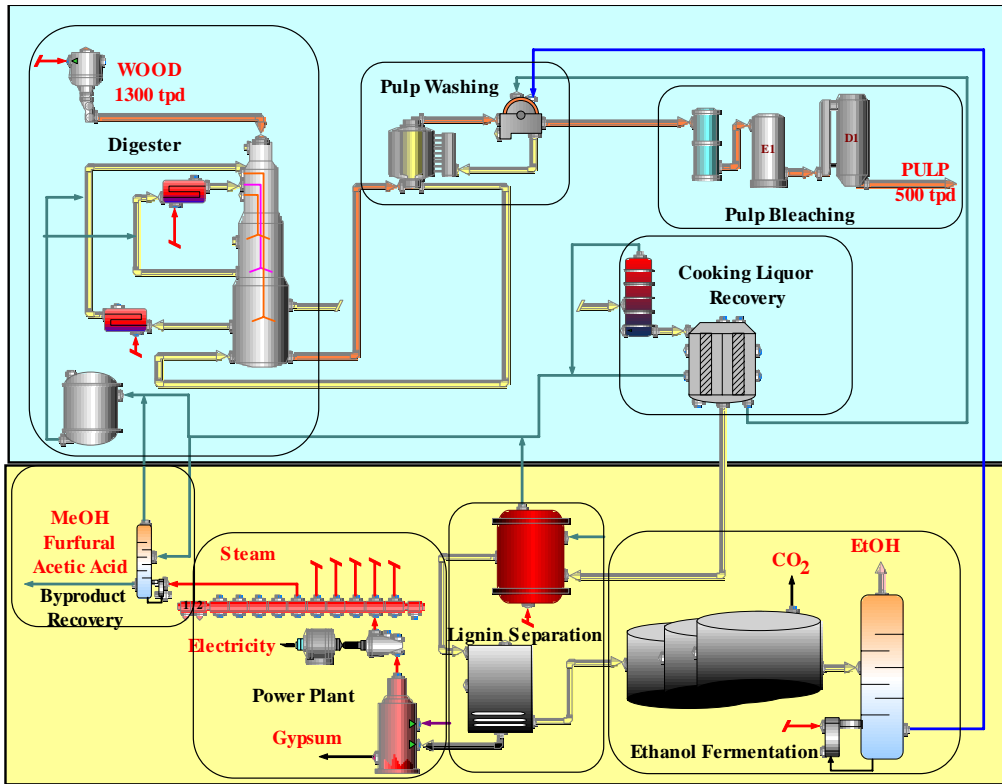 WOOD
1300 tpd
Digester
Pulp Washing
E1
D1
PULP
500 tpd
Pulp Bleaching
Cooking Liquor
Recovery
MeOH
Furfural
Acetic Acid
Byproduct
Recovery
Steam
1/2
Electricity
Power Plant
Gypsum
Lignin Separation
CO2
EtOH
Ethanol Fermentation